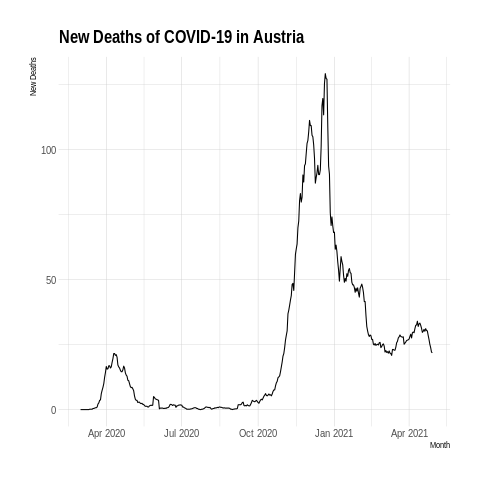 New Deaths of COVID-19 in Austria
New Deaths
100
50
0
Apr 2020 Jul 2020 Oct 2020 Jan 2021 Apr 2021
Month